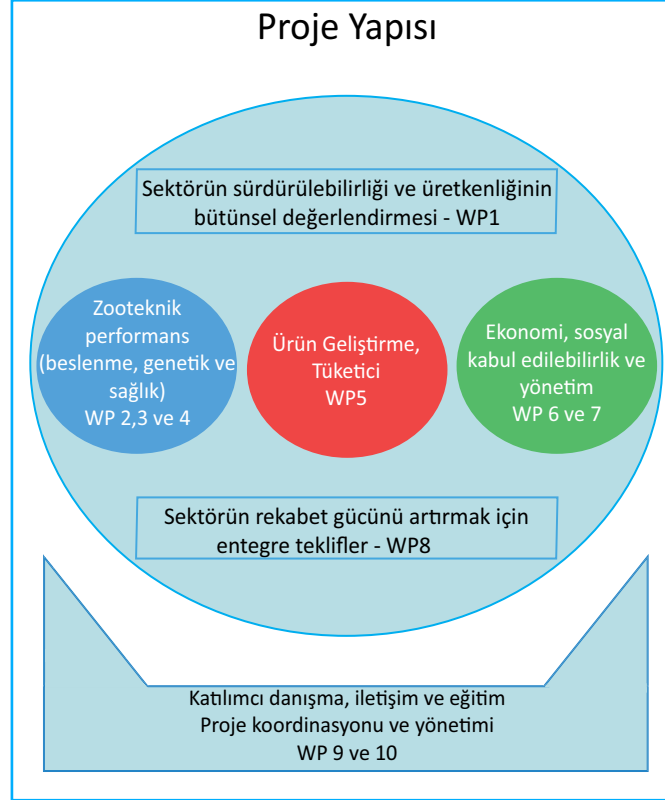 Proje Yapısı
Sektörün sürdürülebilirliği ve üretkenliğinin
bütünsel değerlendirmesi - WP1
Zooteknik
performans
(beslenme, genetik ve
sağlık)
WP 2,3 ve 4
Ürün Geliştirme,
Tüketici
WP5
Ekonomi, sosyal
kabul edilebilirlik ve
yönetim
WP 6 ve 7
Sektörün rekabet gücünü artırmak için
entegre teklifler - WP8
Katılımcı danışma, iletişim ve eğitim
Proje koordinasyonu ve yönetimi
WP 9 ve 10